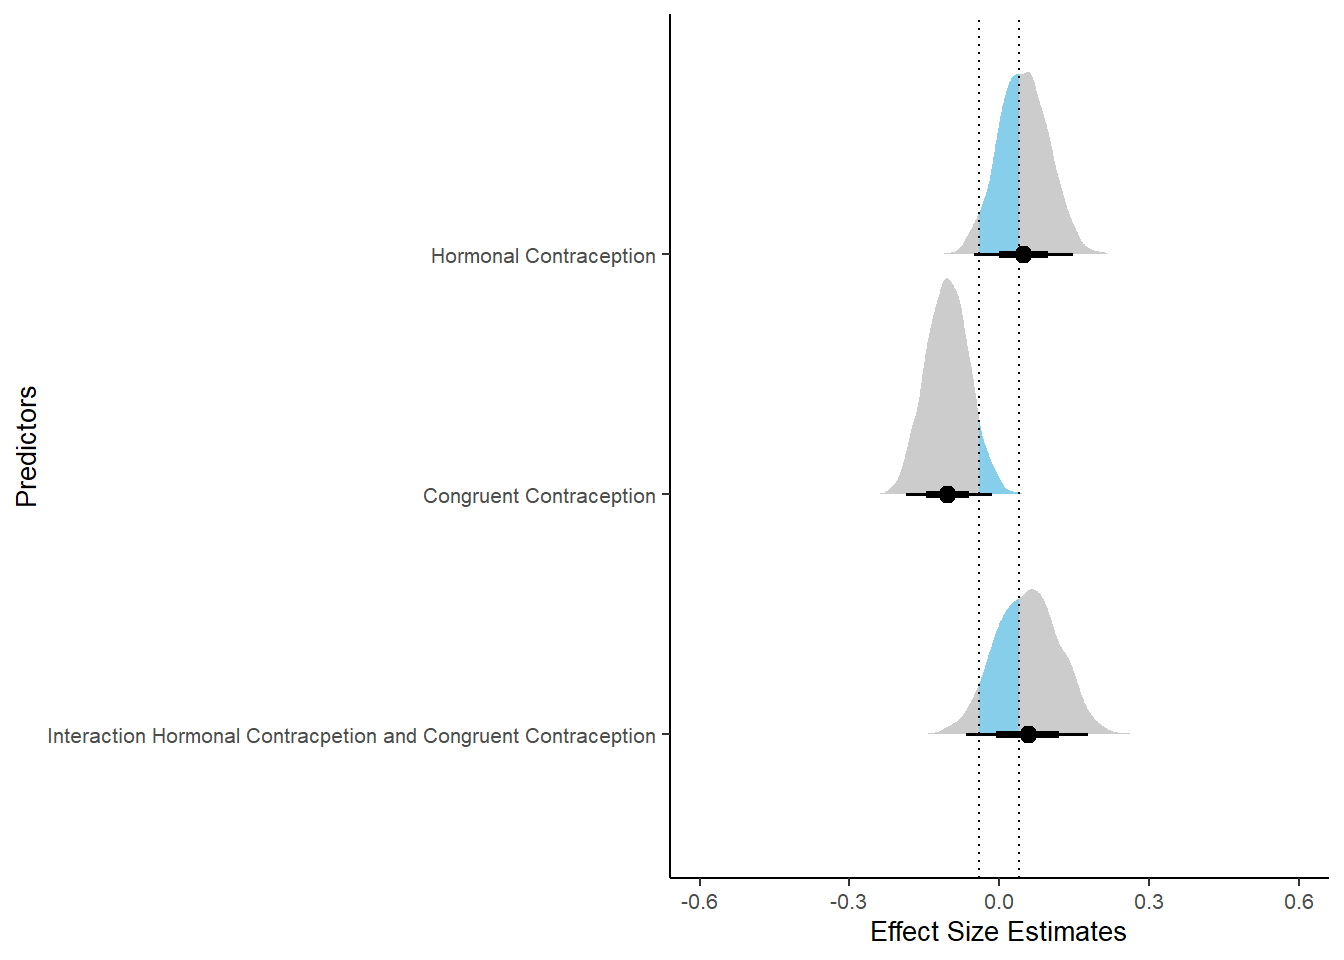 Predictors
Hormonal Contraception
Congruent Contraception
Interaction Hormonal Contracpetion and Congruent Contraception
-0.6 -0.3 0.0 0.3 0.6
Effect Size Estimates